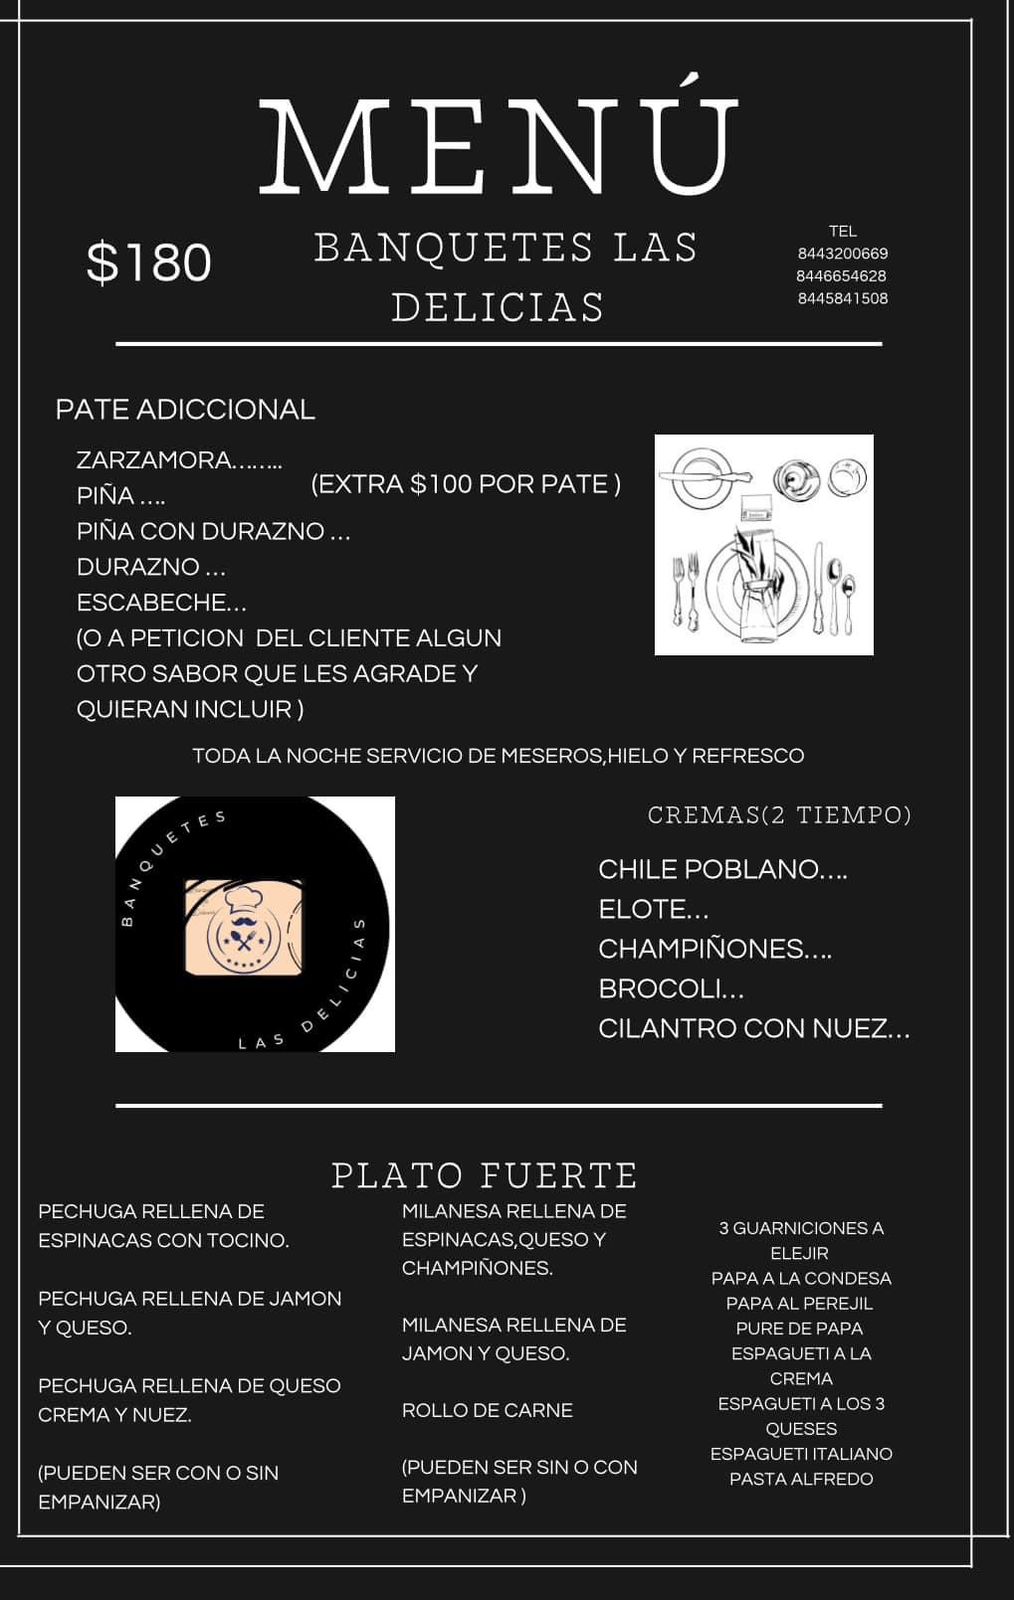 MENÚ
$180
BANQUETES LAS
DELICIAS
TEL
8443200669
8446654628
8445841508
PATE ADICCIONAL
ZARZAMORA........
(EXTRA $100 POR PATE )
PIÑA ....
PIÑA CON DURAZNO ...
DURAZNO ...
ESCABECHE...
(O A PETICION  DEL CLIENTE ALGUN
OTRO SABOR QUE LES AGRADE Y
QUIERAN INCLUIR )
TODA LA NOCHE SERVICIO DE MESEROS,HIELO Y REFRESCO
BANQUETES
LAS DELICIAS
CREMAS(2 TIEMPO)
CHILE POBLANO....
ELOTE...
CHAMPIÑONES....
BROCOLI...
CILANTRO CON NUEZ...
PLATO FUERTE
PECHUGA RELLENA DE
ESPINACAS CON TOCINO.
PECHUGA RELLENA DE JAMON
Y QUESO.
PECHUGA RELLENA DE QUESO
CREMA Y NUEZ.
(PUEDEN SER CON O SIN
EMPANIZAR)
MILANESA RELLENA DE
ESPINACAS,QUESO Y
CHAMPIÑONES.
MILANESA RELLENA DE
JAMON Y QUESO.
ROLLO DE CARNE
(PUEDEN SER SIN O CON
EMPANIZAR )
3 GUARNICIONES A
ELEJIR
PAPA A LA CONDESA
PAPA AL PEREJIL
PURE DE PAPA
ESPAGUETI A LA
CREMA
ESPAGUETI A LOS 3
QUESES
ESPAGUETI ITALIANO
PASTA ALFREDO